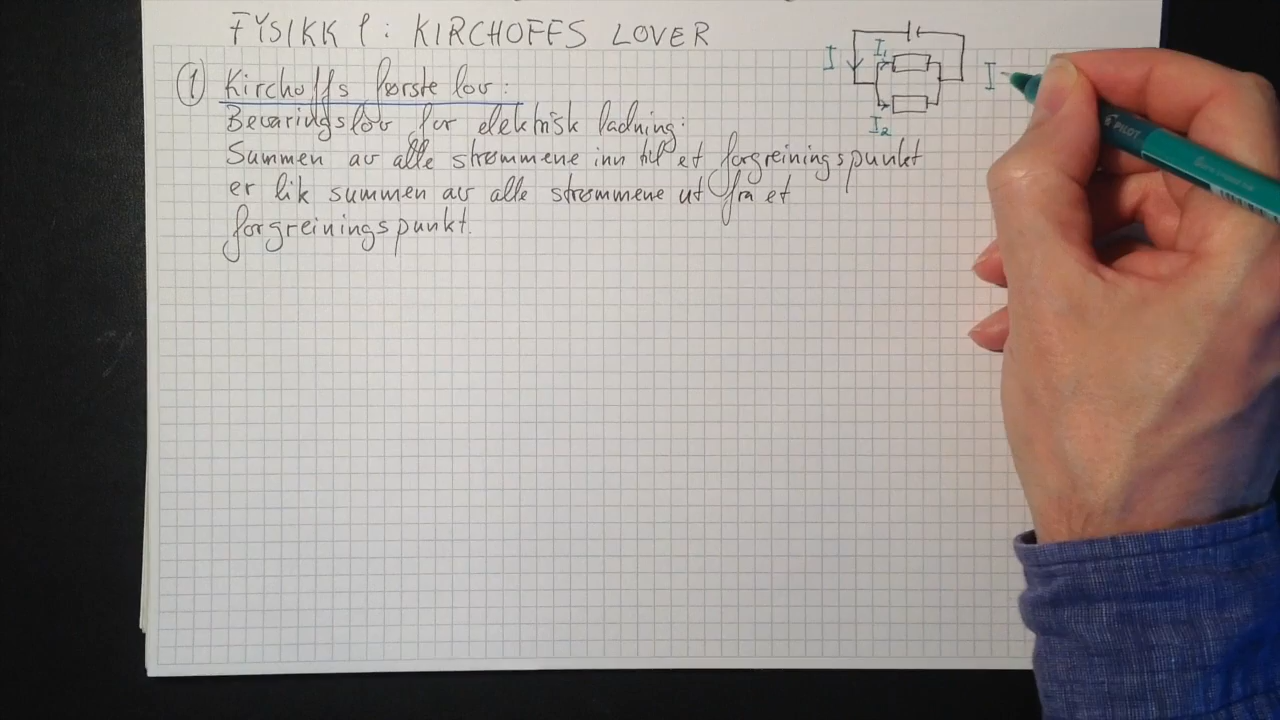 FYSIKK 1: KIRCHOFFS LOVER
① Kirchoffs første lov:
Bevaringslov for elektrisk ladning:
Summen av alle strømmene inn til et forgreiningspunkt
er lik summen av alle strømmene ut fra et
forgreiningspunkt.
I
I₁
I₂
I
PILOT